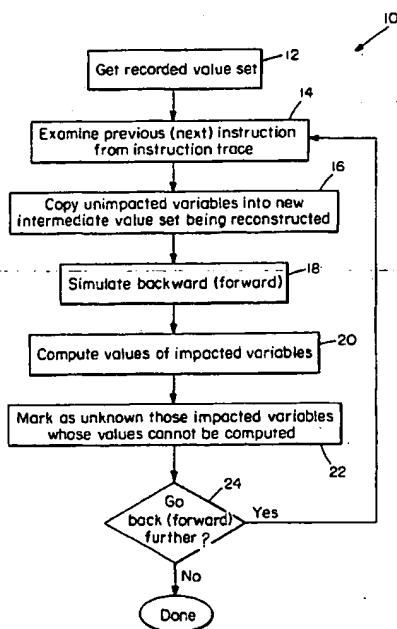 10
12
Get recorded value set
14
Examine previous (next) instruction
from instruction trace
16
Copy unimpacted variables into new
intermediate value set being reconstructed
18
Simulate backward (forward)
20
Compute values of impacted variables
Mark as unknown those impacted variables
whose values cannot be computed
22
24
Go
back (forward)
further ?
Yes
No
Done